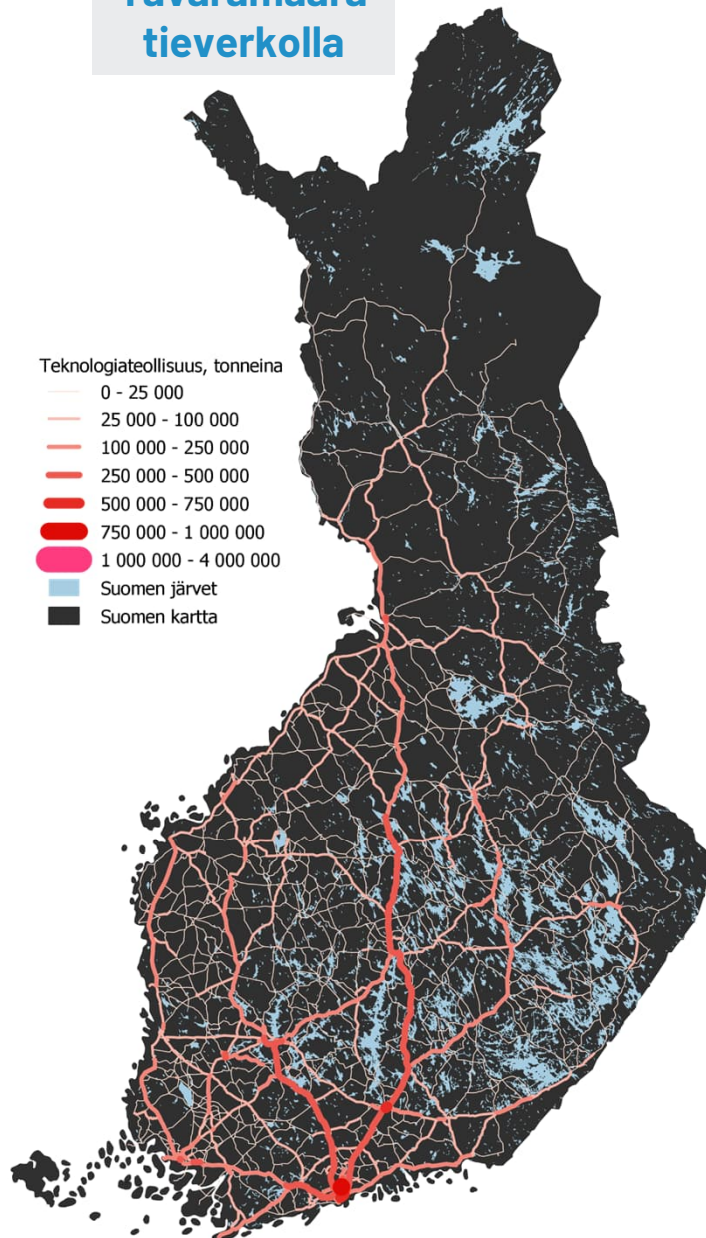 Tavaramäärä
tieverkolla
Teknologiateollisuus, tonneina
0 - 25 000
25 000 - 100 000
100 000 - 250 000
250 000 - 500 000
500 000 - 750 000
750 000 - 1 000 000
1 000 000 - 4 000 000
Suomen järvet
Suomen kartta